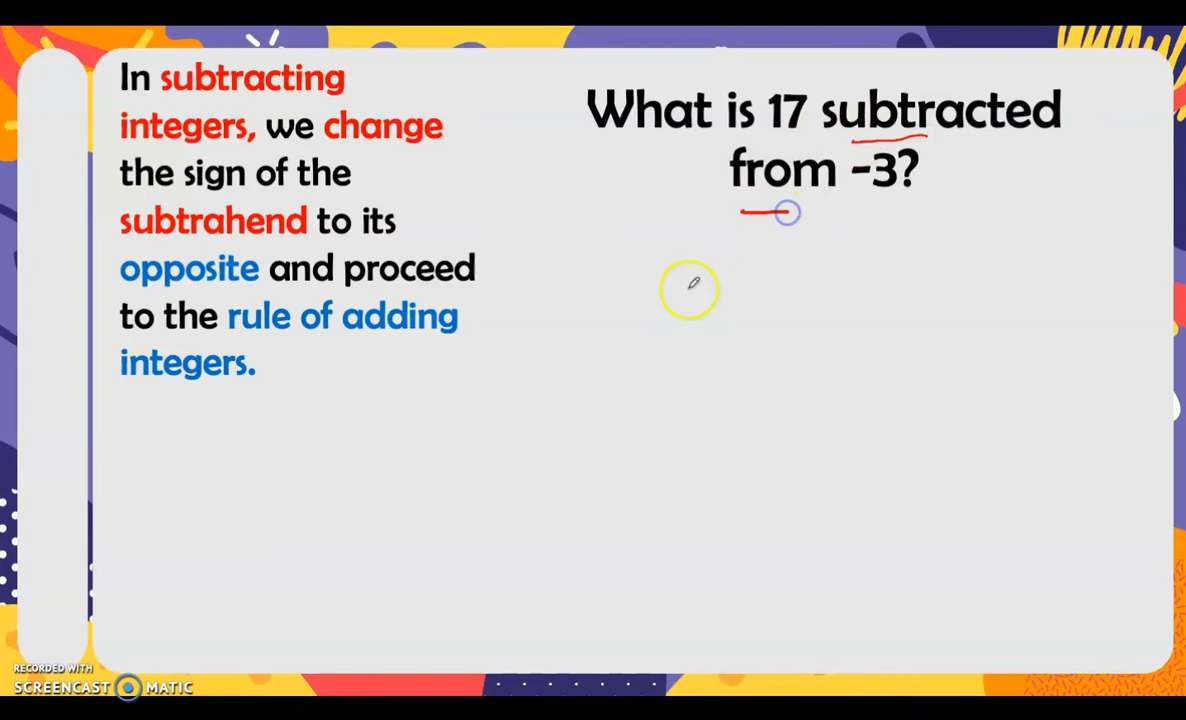 In subtracting
integers, we change
the sign of the
subtrahend to its
opposite and proceed
to the rule of adding
integers.
What is 17 subtracted
from -3?
RECORDED WITH
SCREENCAST MATIC